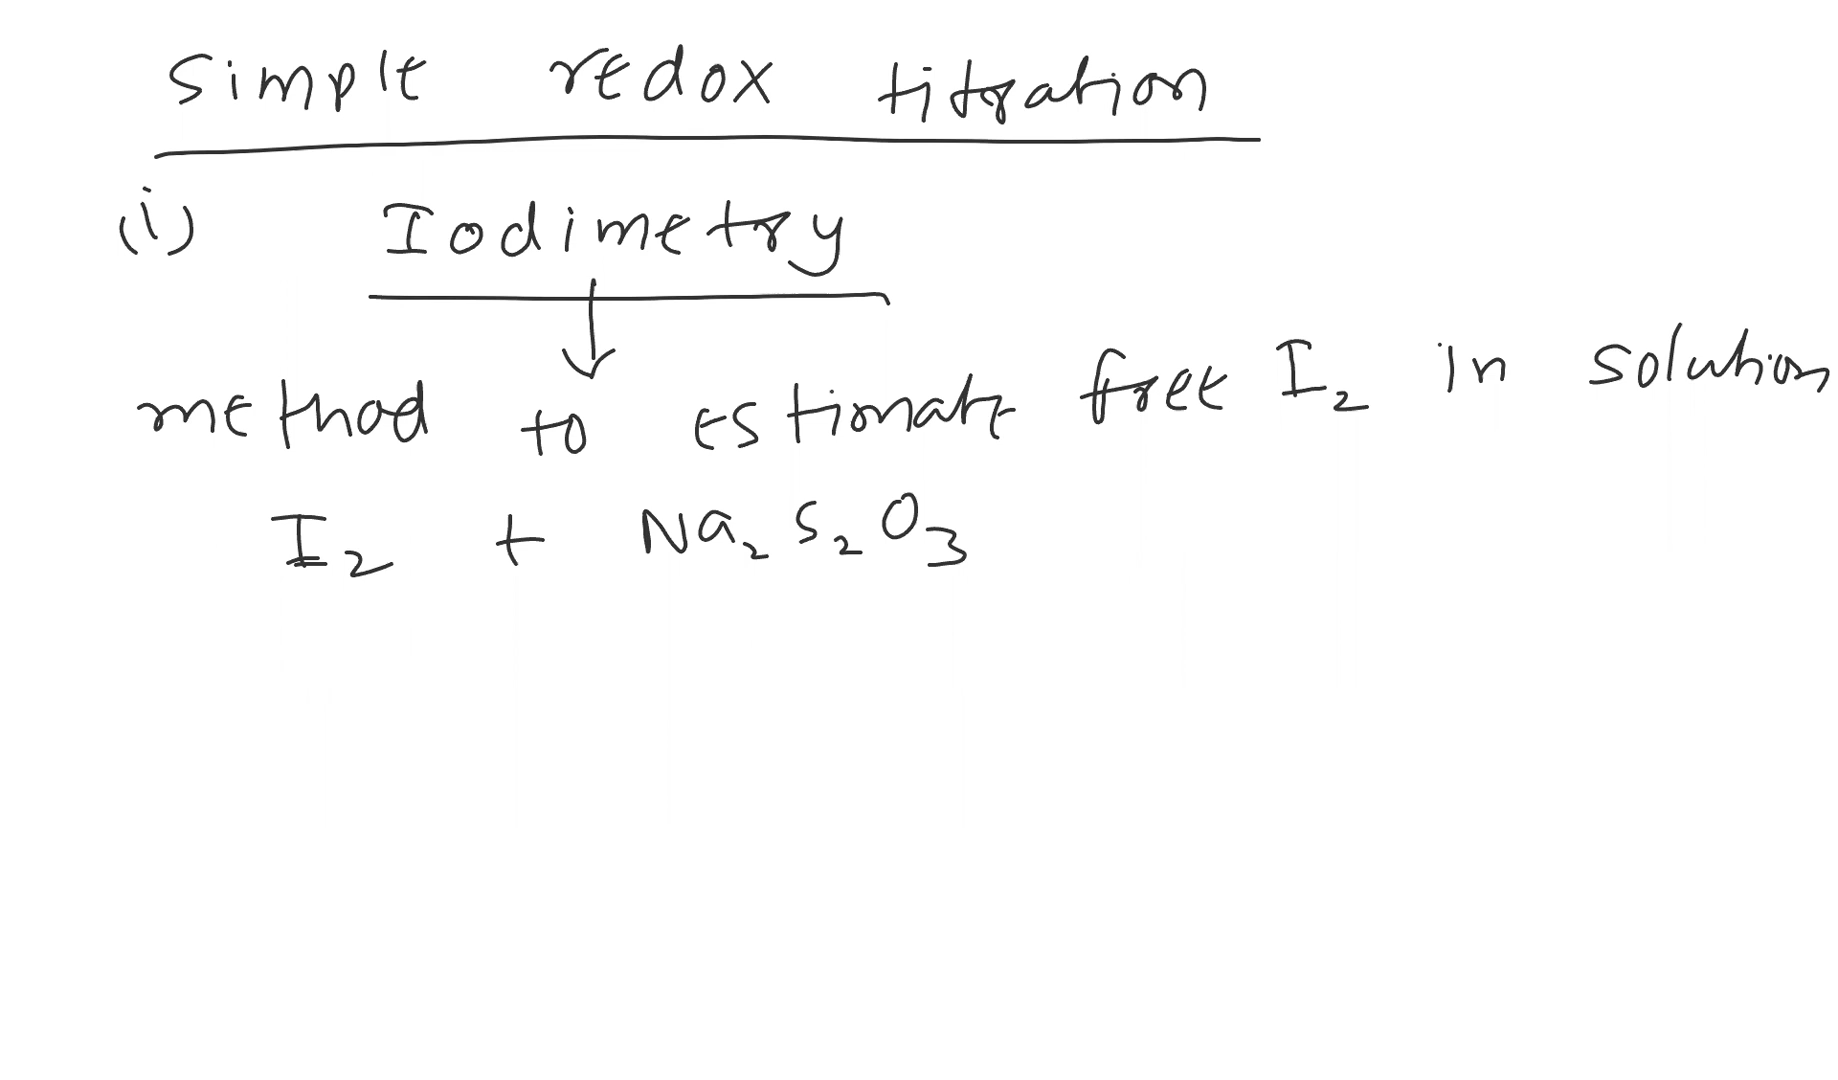 Simple redox titration
(i) Iodimetry
method to estimate free I₂ in solution
I₂ + Na₂S₂O₃